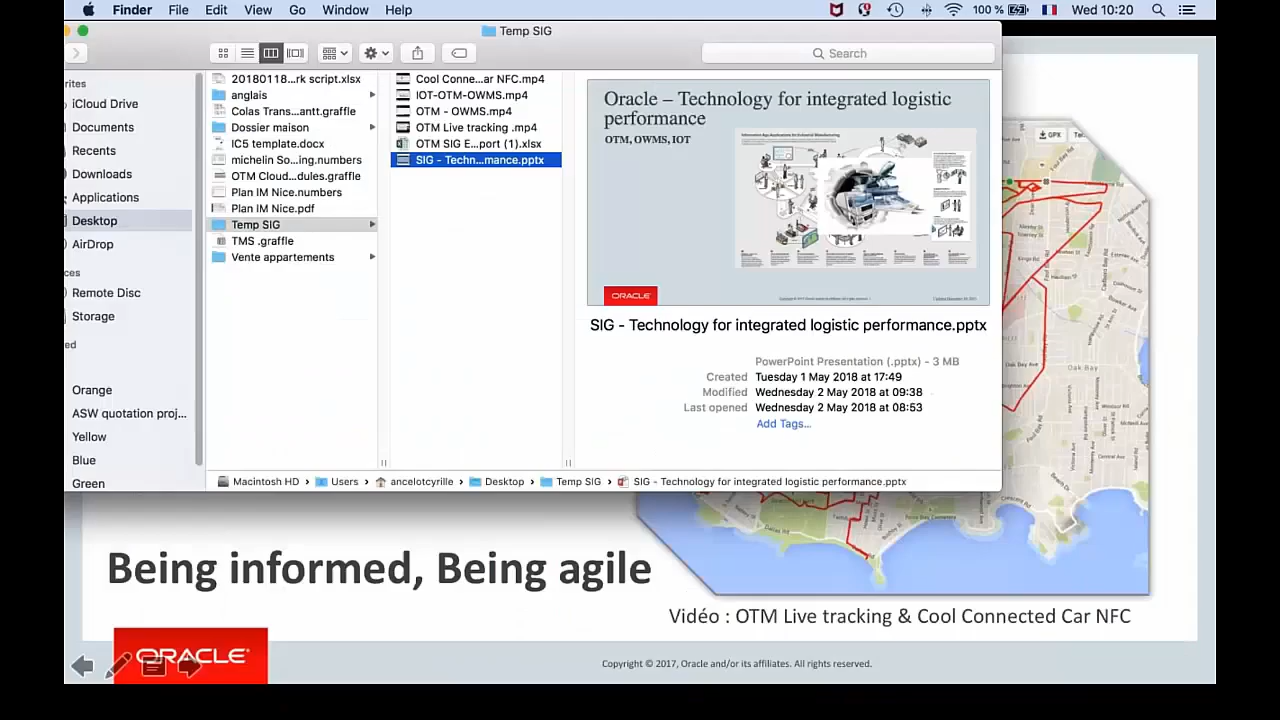 Finder File Edit View Go Window Help
100 % Wed 10:20
Temp SIG
Search
rites
iCloud Drive
Documents
Recents
Downloads
Applications
Desktop
AirDrop
ces
Remote Disc
Storage
ed
Orange
ASW quotation proj...
Yellow
Blue
Green
20180118...rk script.xlsx
anglais
Colas Trans...antt.graffle
Dossier maison
IC5 template.docx
michelin So...ing.numbers
OTM Cloud...dules.graffle
Plan IM Nice.numbers
Plan IM Nice.pdf
Temp SIG
TMS .graffle
Vente appartements
Cool Conne...ar NFC.mp4
IOT-OTM-OWMS.mp4
OTM - OWMS.mp4
OTM Live tracking .mp4
OTM SIG E...port (1).xlsx
SIG - Techn...mance.pptx
Oracle – Technology for integrated logistic
performance
OTM, OWMS, IOT
ORACLE
SIG - Technology for integrated logistic performance.pptx
PowerPoint Presentation (.pptx) - 3 MB
Created Tuesday 1 May 2018 at 17:49
Modified Wednesday 2 May 2018 at 09:38
Last opened Wednesday 2 May 2018 at 08:53
Add Tags...
Macintosh HD › Users › ancelotcyrille › Desktop › Temp SIG › SIG - Technology for integrated logistic performance.pptx
GPX
Oak Bay
Being informed, Being agile
Vidéo : OTM Live tracking & Cool Connected Car NFC
ORACLE
Copyright © 2017, Oracle and/or its affiliates. All rights reserved.